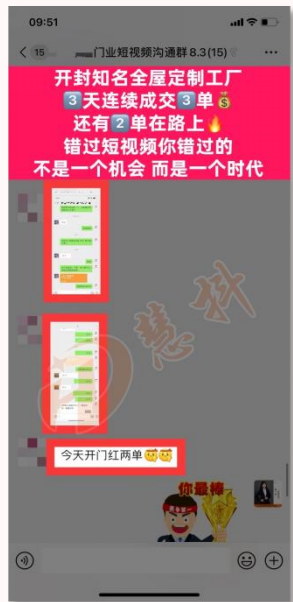 09:51
15
门业短视频沟通群 8.3(15)
开封知名全屋定制工厂
3天连续成交3单💰
还有2单在路上🔥
错过短视频你错过的
不是一个机会 而是一个时代
慧抖
今天开门红两单
你最棒